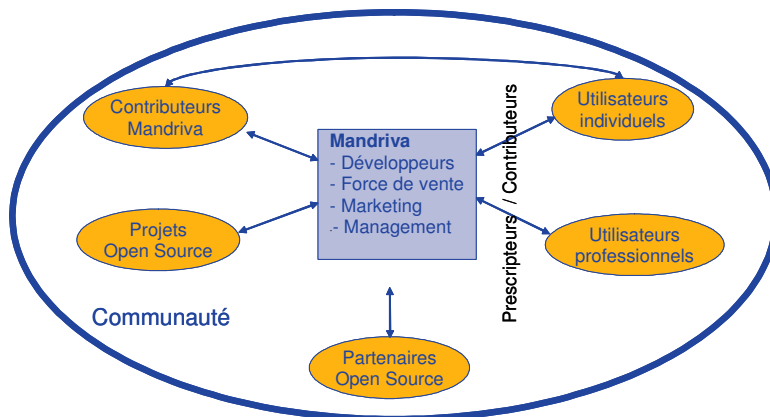 Contributeurs
Mandriva
Utilisateurs
individuels
Mandriva
- Développeurs
- Force de vente
- Marketing
.- Management
Prescripteurs / Contributeurs
Projets
Open Source
Utilisateurs
professionnels
Communauté
Partenaires
Open Source